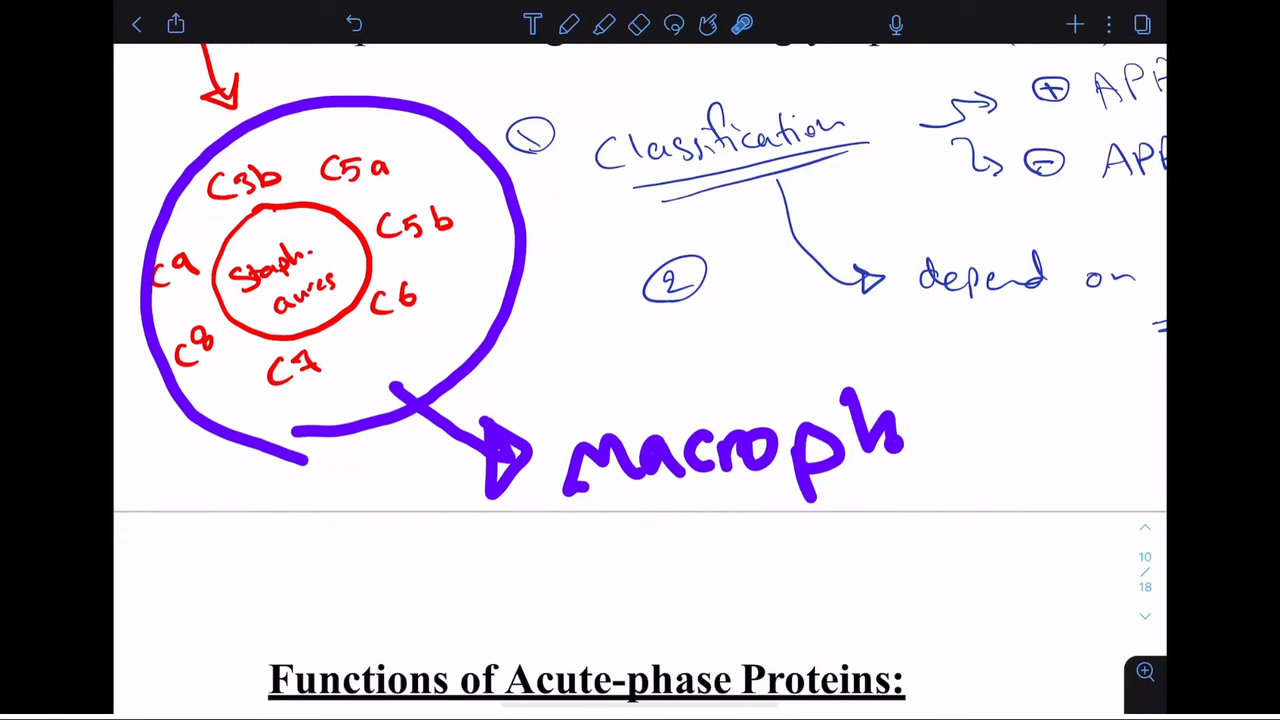 1 Classification
+ APP
- APP
C3b C5a
C5b
C9
Staph.
aures
C6
C8
C7
2
depend on
=
Macroph
10
/
18
Functions of Acute-phase Proteins: